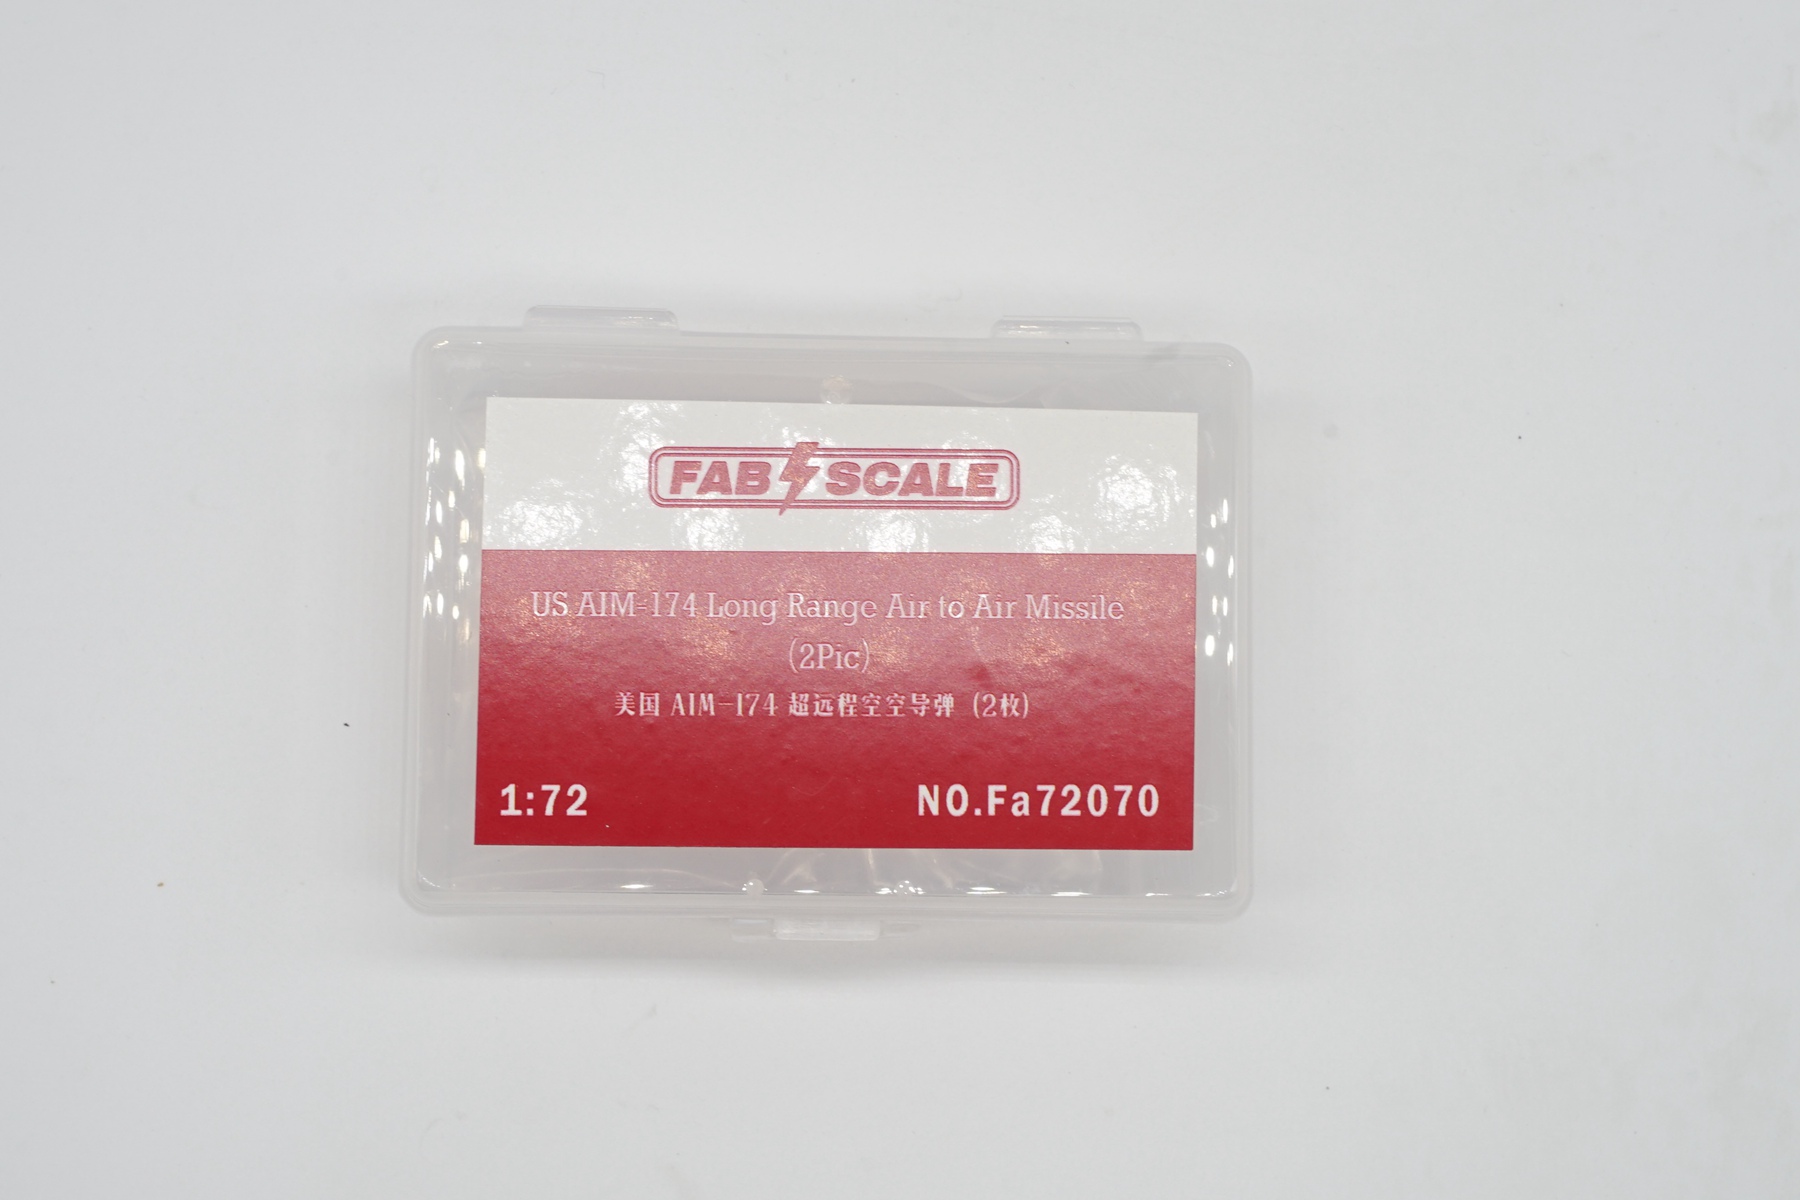 FAB SCALE
US AIM-174 Long Range Air to Air Missile
(2Pic)
美国 AIM-174 超远程空空导弹 (2枚)
1:72 NO.Fa72070